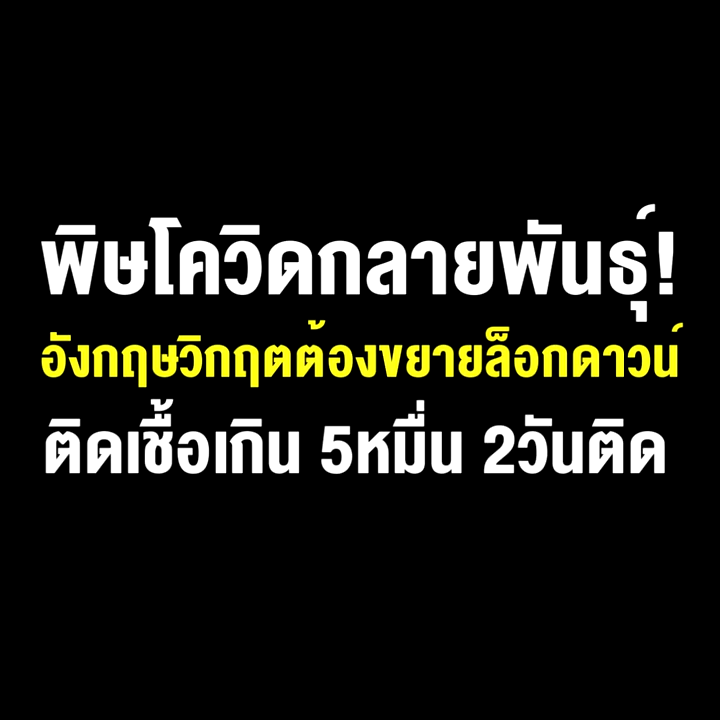 พิษโควิดกลายพันธุ์!
อังกฤษวิกฤตต้องขยายล็อกดาวน์
ติดเชื้อเกิน 5หมื่น 2วันติด